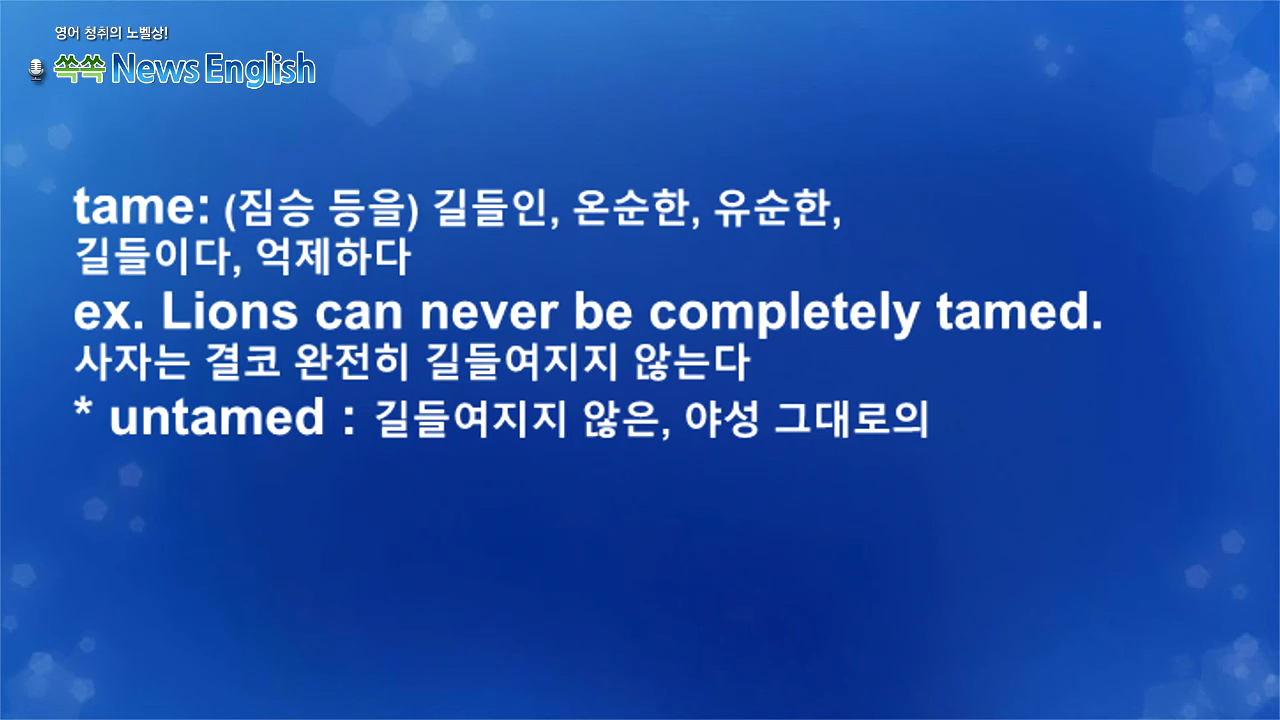 영어 청취의 노벨상!
쏙쏙 News English
tame: (짐승 등을) 길들인, 온순한, 유순한,
길들이다, 억제하다
ex. Lions can never be completely tamed.
사자는 결코 완전히 길들여지지 않는다
* untamed : 길들여지지 않은, 야성 그대로의